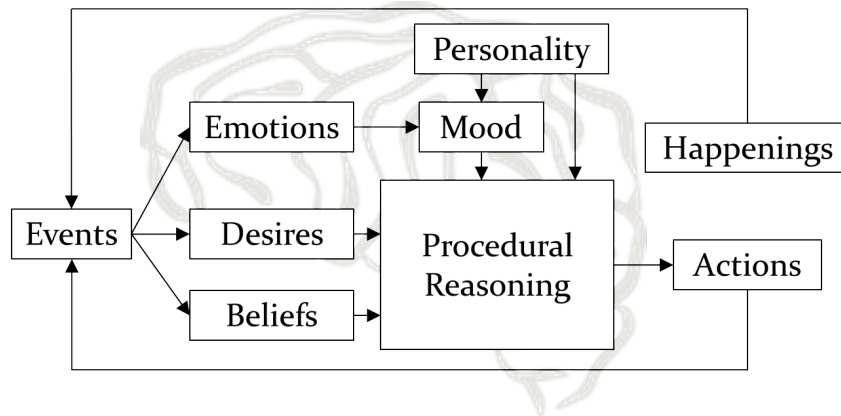 Personality
Emotions
Mood
Happenings
Events
Desires
Procedural
Reasoning
Actions
Beliefs